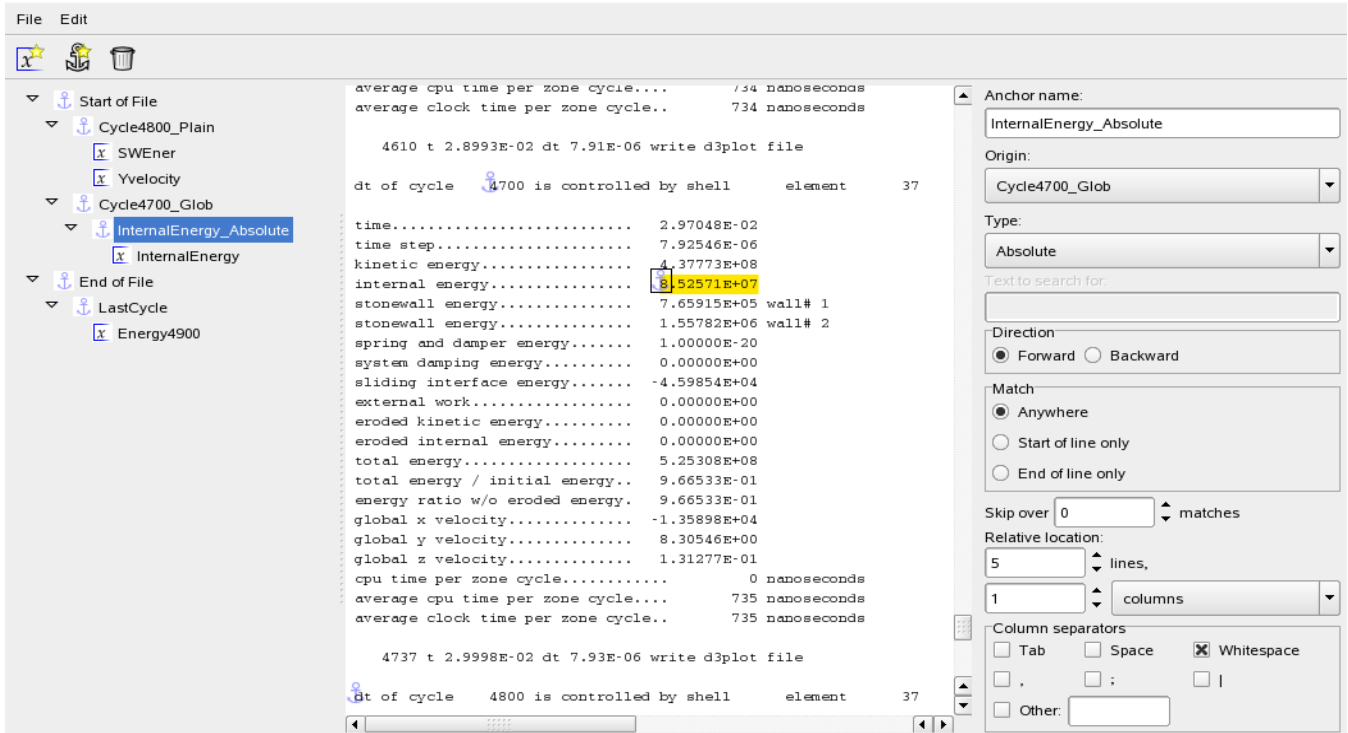 File Edit
Start of File
Cycle4800_Plain
x SWEner
x Yvelocity
Cycle4700_Glob
InternalEnergy_Absolute
x InternalEnergy
End of File
LastCycle
x Energy4900
average cpu time per zone cycle.... 734 nanoseconds
average clock time per zone cycle.. 734 nanoseconds
4610 t 2.8993E-02 dt 7.91E-06 write d3plot file
dt of cycle 4700 is controlled by shell element 37
time........................... 2.97048E-02
time step...................... 7.92546E-06
kinetic energy................. 4.37773E+08
internal energy................ 8.52571E+07
stonewall energy............... 7.65915E+05 wall# 1
stonewall energy............... 1.55782E+06 wall# 2
spring and damper energy....... 1.00000E-20
system damping energy.......... 0.00000E+00
sliding interface energy....... -4.59854E+04
external work.................. 0.00000E+00
eroded kinetic energy.......... 0.00000E+00
eroded internal energy......... 0.00000E+00
total energy................... 5.25308E+08
total energy / initial energy.. 9.66533E-01
energy ratio w/o eroded energy. 9.66533E-01
global x velocity.............. -1.35898E+04
global y velocity.............. 8.30546E+00
global z velocity.............. 1.31277E-01
cpu time per zone cycle............ 0 nanoseconds
average cpu time per zone cycle.... 735 nanoseconds
average clock time per zone cycle.. 735 nanoseconds
4737 t 2.9998E-02 dt 7.93E-06 write d3plot file
dt of cycle 4800 is controlled by shell element 37
Anchor name:
InternalEnergy_Absolute
Origin:
Cycle4700_Glob
Type:
Absolute
Text to search for:
Direction
Forward Backward
Match
Anywhere
Start of line only
End of line only
Skip over 0 matches
Relative location:
5 lines,
1 columns
Column separators
Tab Space Whitespace
, ; |
Other: